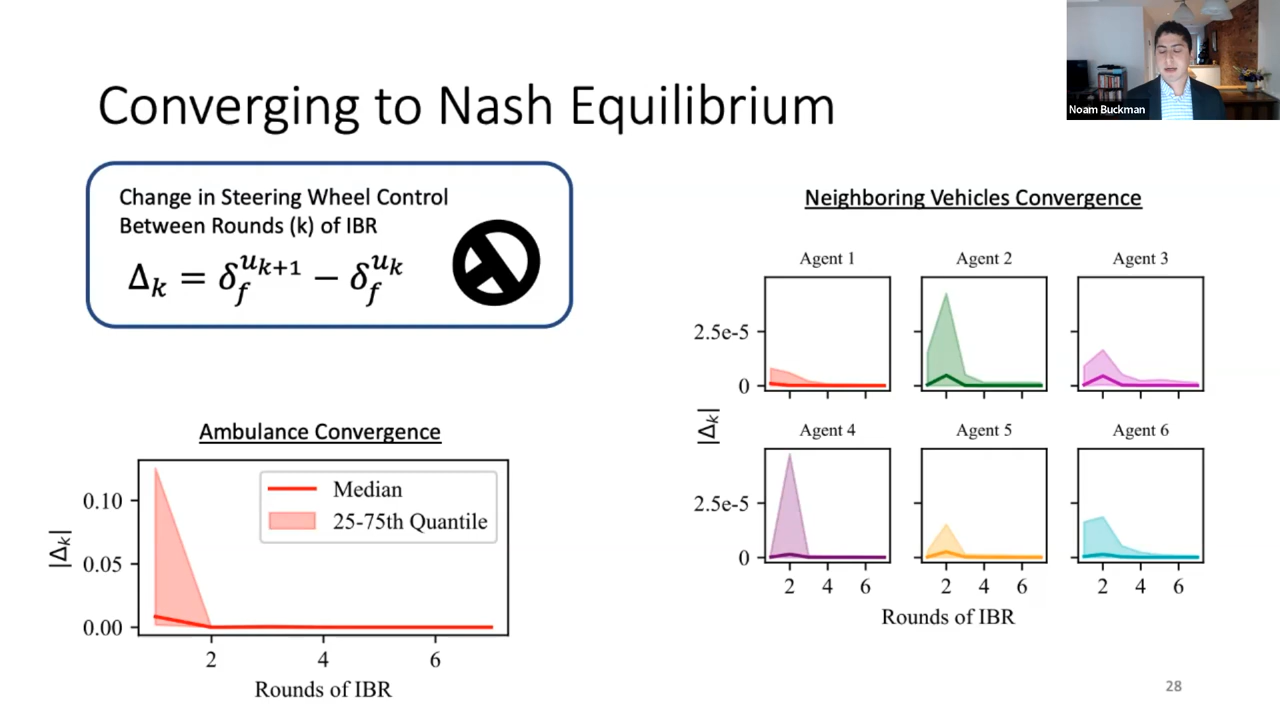 Noam Buckman
Converging to Nash Equilibrium
Change in Steering Wheel Control
Between Rounds (k) of IBR
Δₖ = δ_f^{u_{k+1}} − δ_f^{u_k}
Ambulance Convergence
|Δₖ|
0.10
0.05
0.00
Median
25-75th Quantile
2 4 6
Rounds of IBR
Neighboring Vehicles Convergence
Agent 1 Agent 2 Agent 3
2.5e-5
0
|Δₖ|
Agent 4 Agent 5 Agent 6
2.5e-5
0
2 4 6 2 4 6 2 4 6
Rounds of IBR
28